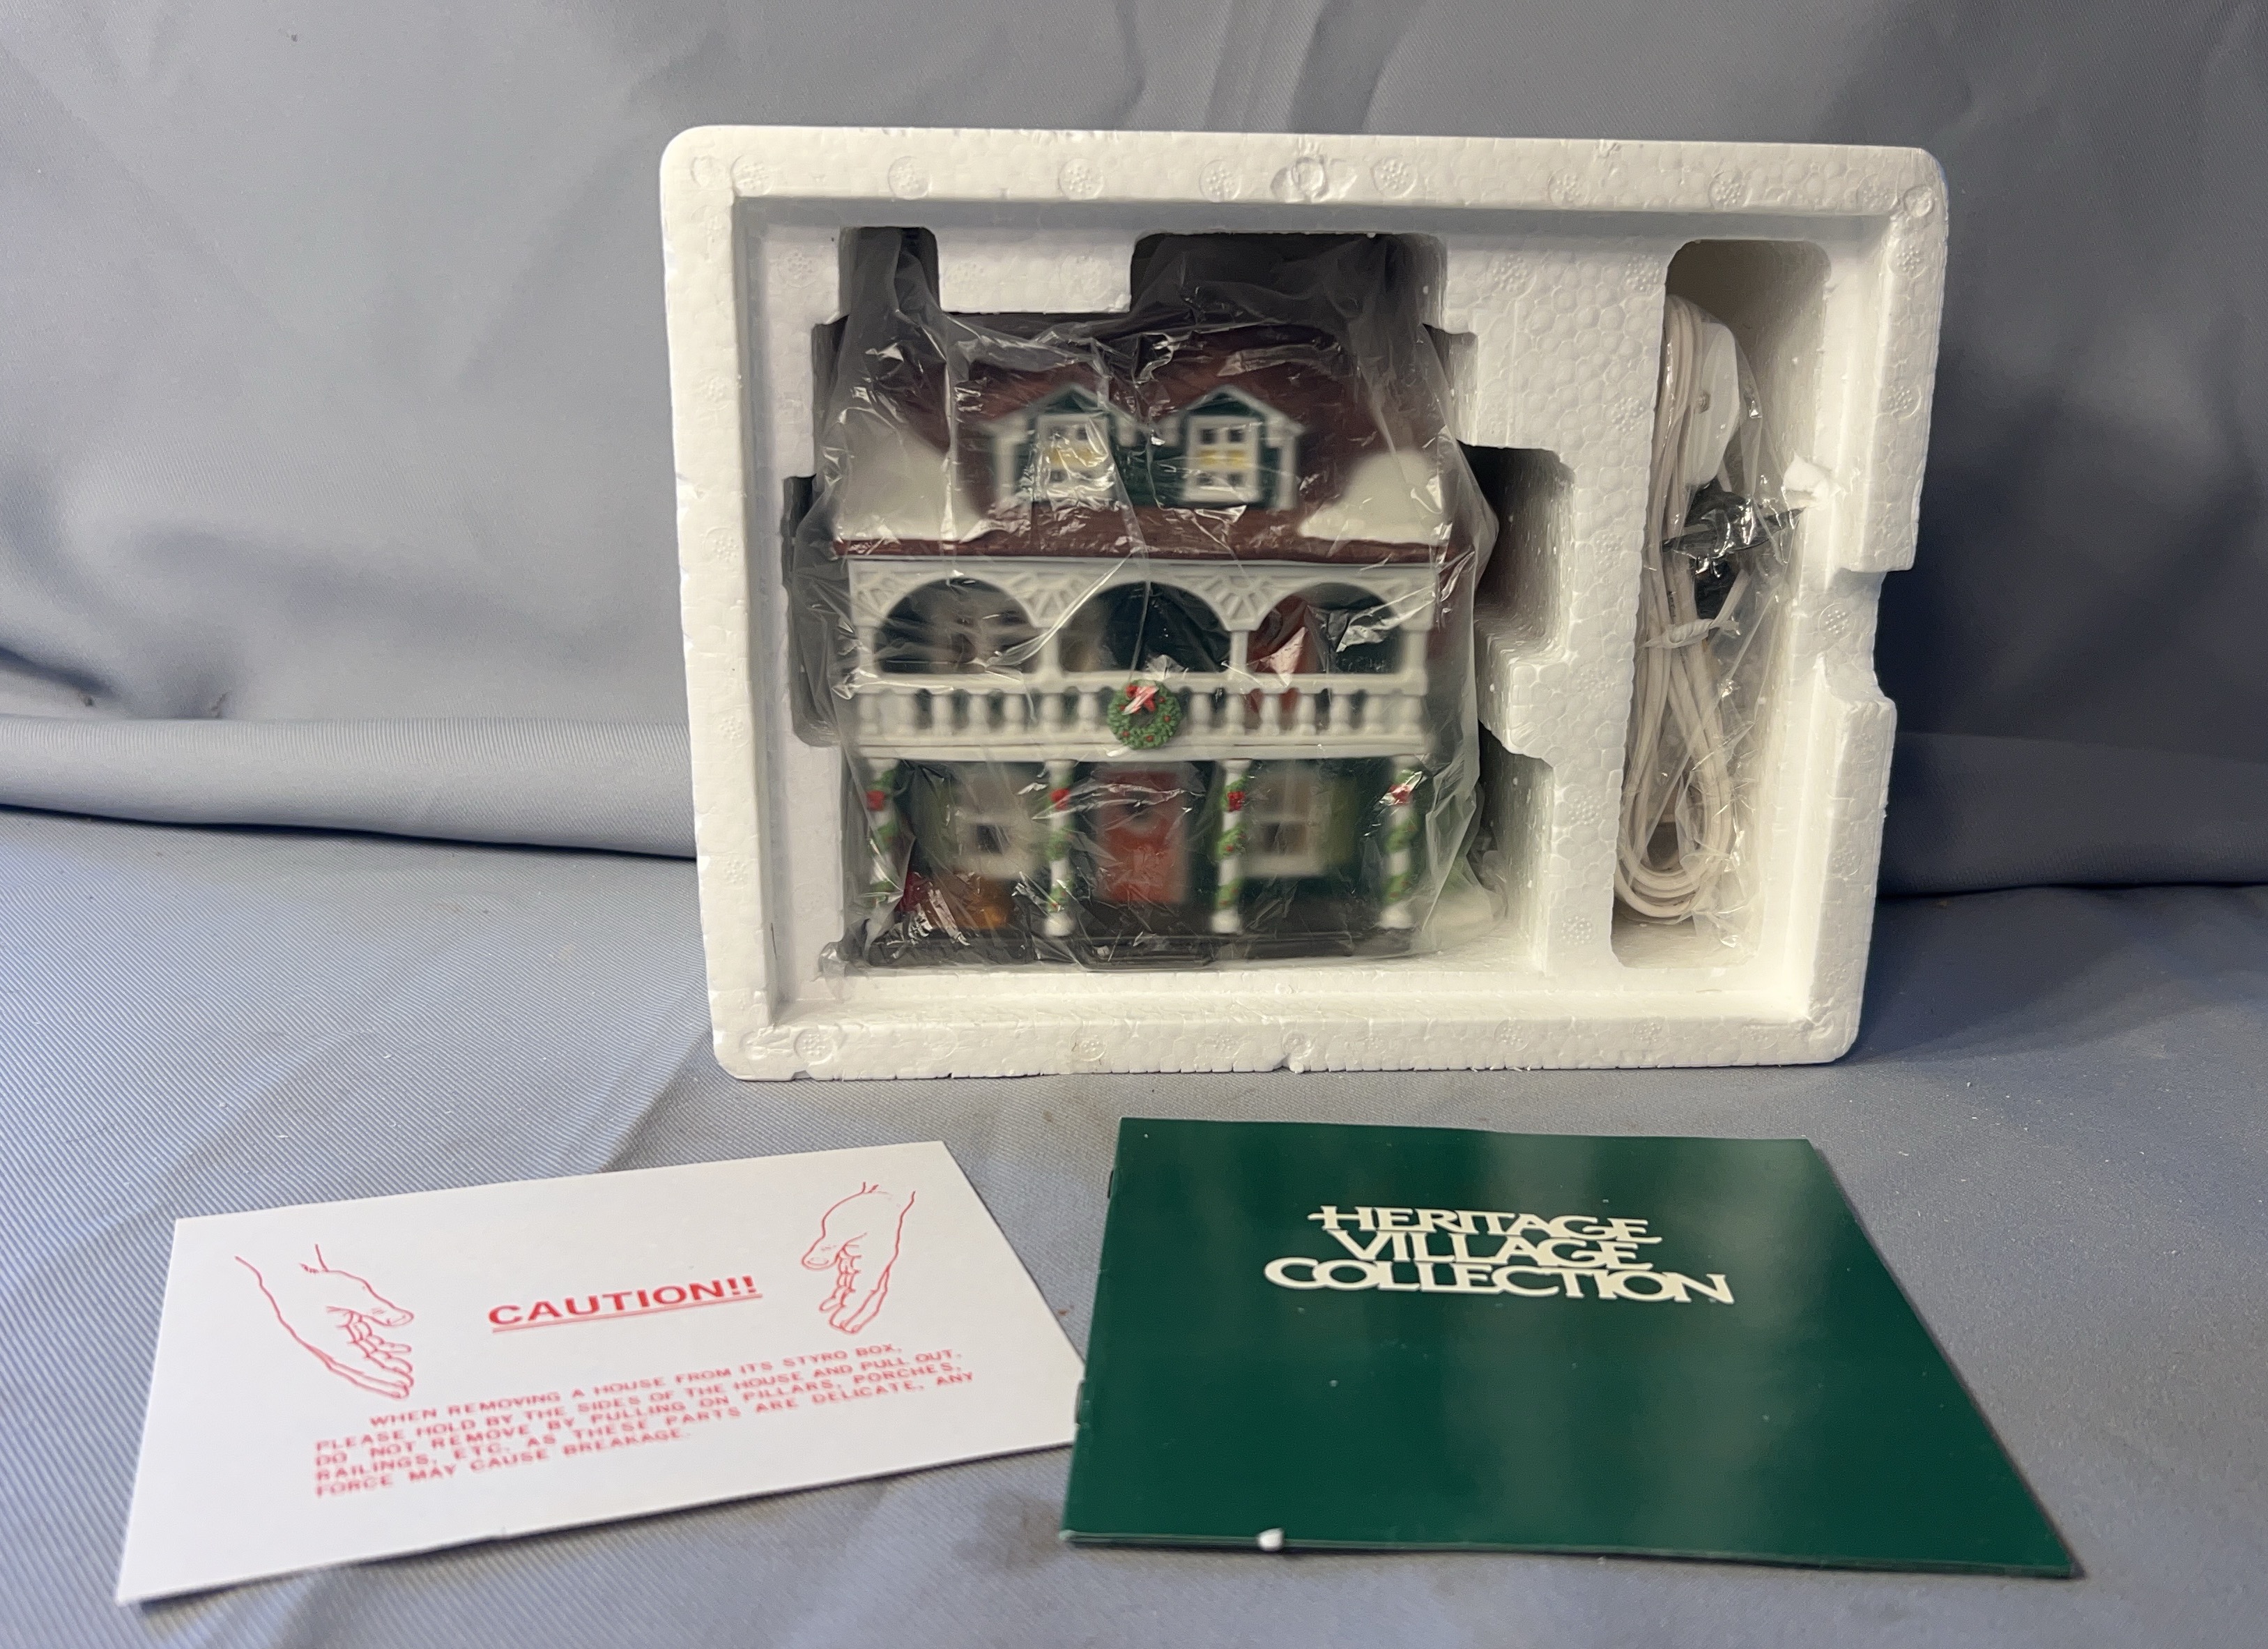 CAUTION!!
WHEN REMOVING A HOUSE FROM ITS STYRO BOX,
PLEASE HOLD BY THE SIDES OF THE HOUSE AND PULL OUT.
DO NOT REMOVE BY PULLING ON PILLARS, PORCHES,
RAILINGS, ETC. AS THESE PARTS ARE DELICATE, ANY
FORCE MAY CAUSE BREAKAGE.
HERITAGE
VILLAGE
COLLECTION